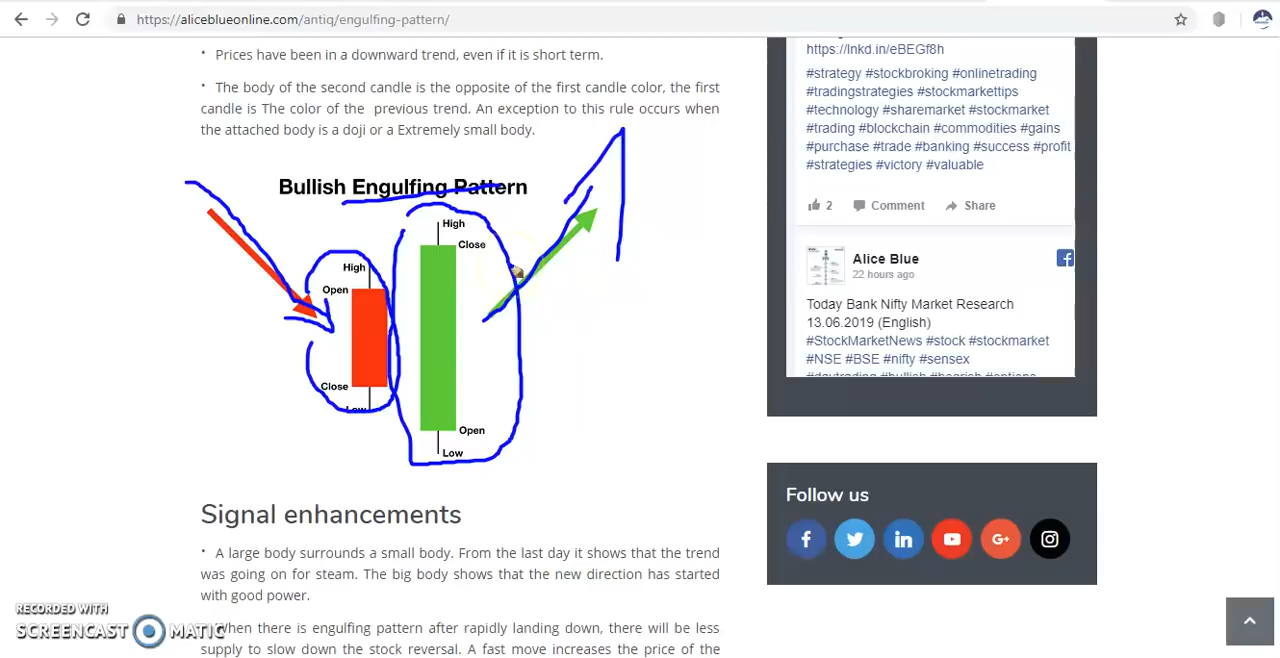 https://aliceblueonline.com/antiq/engulfing-pattern/
Prices have been in a downward trend, even if it is short term.
The body of the second candle is the opposite of the first candle color, the first
candle is The color of the previous trend. An exception to this rule occurs when
the attached body is a doji or a Extremely small body.
Bullish Engulfing Pattern
High
Open
Close
Low
High
Close
Open
Low
Signal enhancements
A large body surrounds a small body. From the last day it shows that the trend
was going on for steam. The big body shows that the new direction has started
with good power.
When there is engulfing pattern after rapidly landing down, there will be less
supply to slow down the stock reversal. A fast move increases the price of the
https://lnkd.in/eBEGf8h
#strategy #stockbroking #onlinetrading
#tradingstrategies #stockmarkettips
#technology #sharemarket #stockmarket
#trading #blockchain #commodities #gains
#purchase #trade #banking #success #profit
#strategies #victory #valuable
2 Comment Share
Alice Blue
22 hours ago
Today Bank Nifty Market Research
13.06.2019 (English)
#StockMarketNews #stock #stockmarket
#NSE #BSE #nifty #sensex
#daytrading #bullish #bearish #options
Follow us
RECORDED WITH
SCREENCAST MATIC